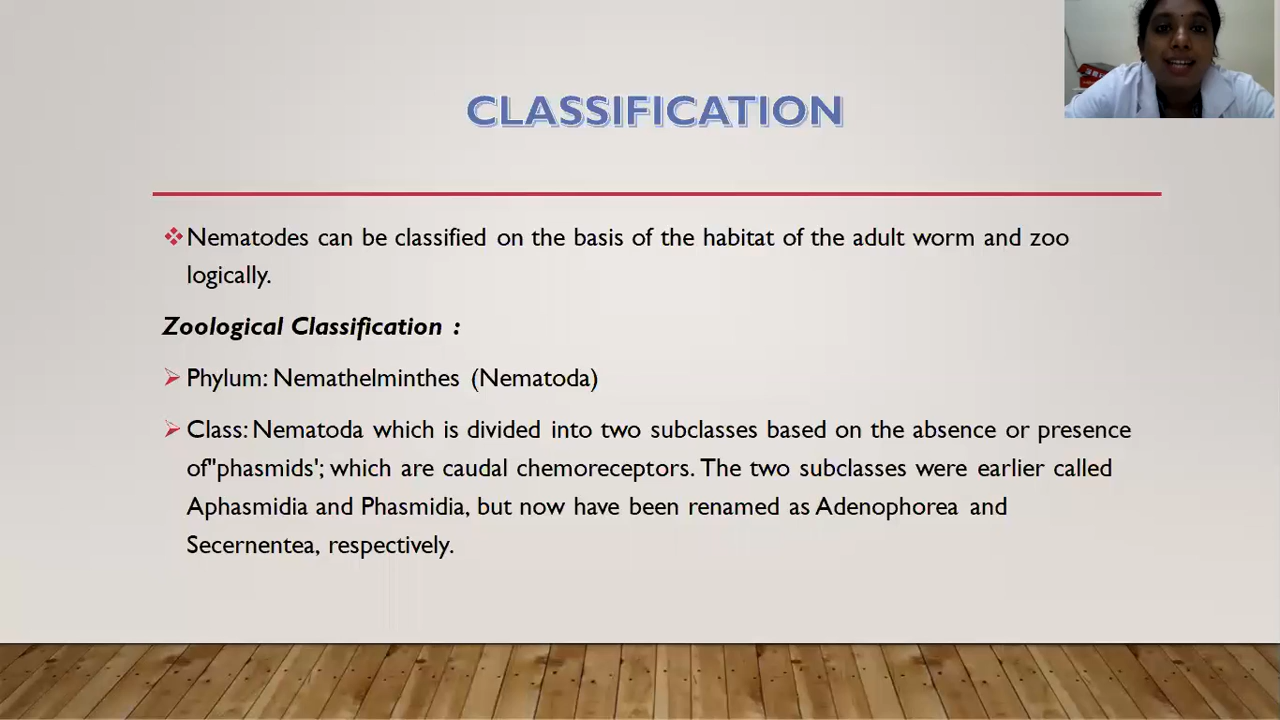 CLASSIFICATION
Nematodes can be classified on the basis of the habitat of the adult worm and zoo
logically.
Zoological Classification :
Phylum: Nemathelminthes (Nematoda)
Class: Nematoda which is divided into two subclasses based on the absence or presence
of"phasmids'; which are caudal chemoreceptors. The two subclasses were earlier called
Aphasmidia and Phasmidia, but now have been renamed as Adenophorea and
Secernentea, respectively.